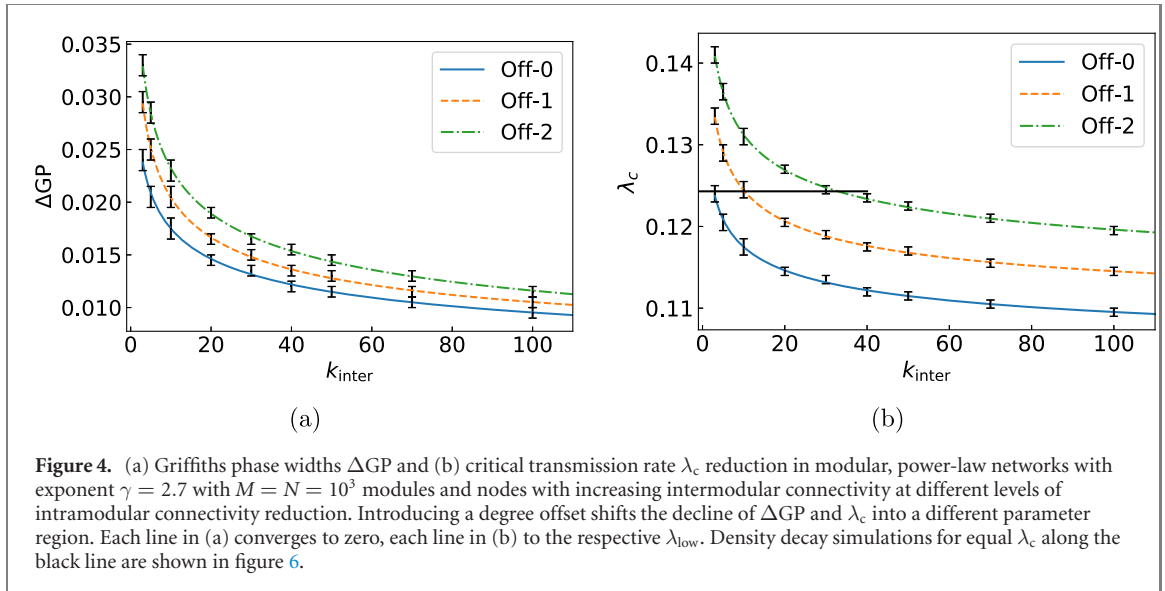 ΔGP
0.035
0.030
0.025
0.020
0.015
0.010
0 20 40 60 80 100
k_inter
Off-0
Off-1
Off-2
(a)
λ_c
0.14
0.13
0.12
0.11
0 20 40 60 80 100
k_inter
Off-0
Off-1
Off-2
(b)
Figure 4. (a) Griffiths phase widths ΔGP and (b) critical transmission rate λc reduction in modular, power-law networks with
exponent γ = 2.7 with M = N = 10³ modules and nodes with increasing intermodular connectivity at different levels of
intramodular connectivity reduction. Introducing a degree offset shifts the decline of ΔGP and λc into a different parameter
region. Each line in (a) converges to zero, each line in (b) to the respective λlow. Density decay simulations for equal λc along the
black line are shown in figure 6.